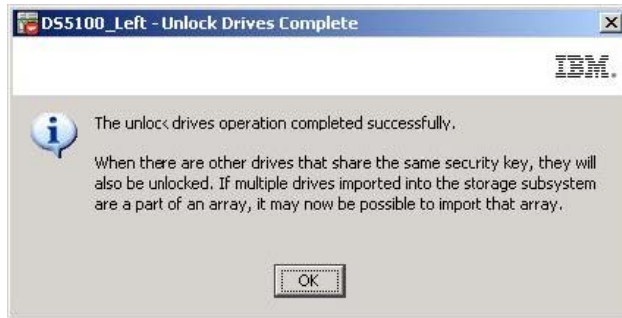 DS5100_Left - Unlock Drives Complete
IBM.
The unlock drives operation completed successfully.
When there are other drives that share the same security key, they will
also be unlocked. If multiple drives imported into the storage subsystem
are a part of an array, it may now be possible to import that array.
OK